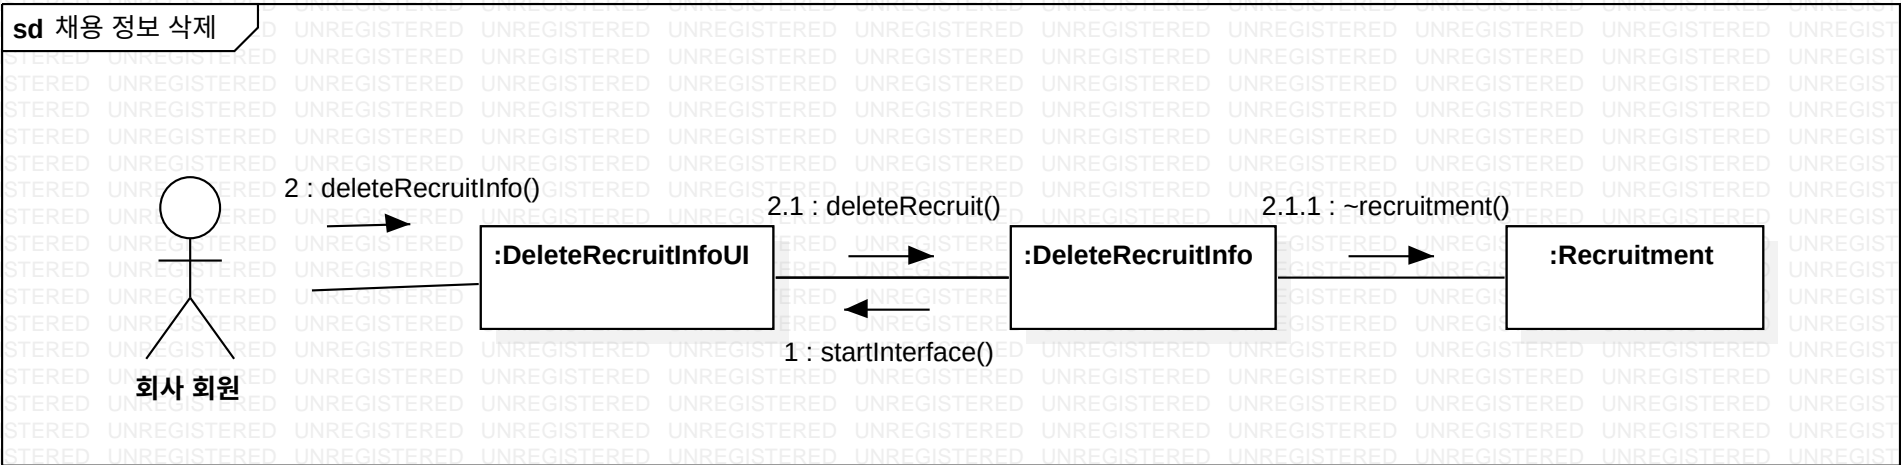 sd 채용 정보 삭제
2 : deleteRecruitInfo()
2.1 : deleteRecruit()
2.1.1 : ~recruitment()
:DeleteRecruitInfoUI
:DeleteRecruitInfo
:Recruitment
1 : startInterface()
회사 회원
UNREGISTERED